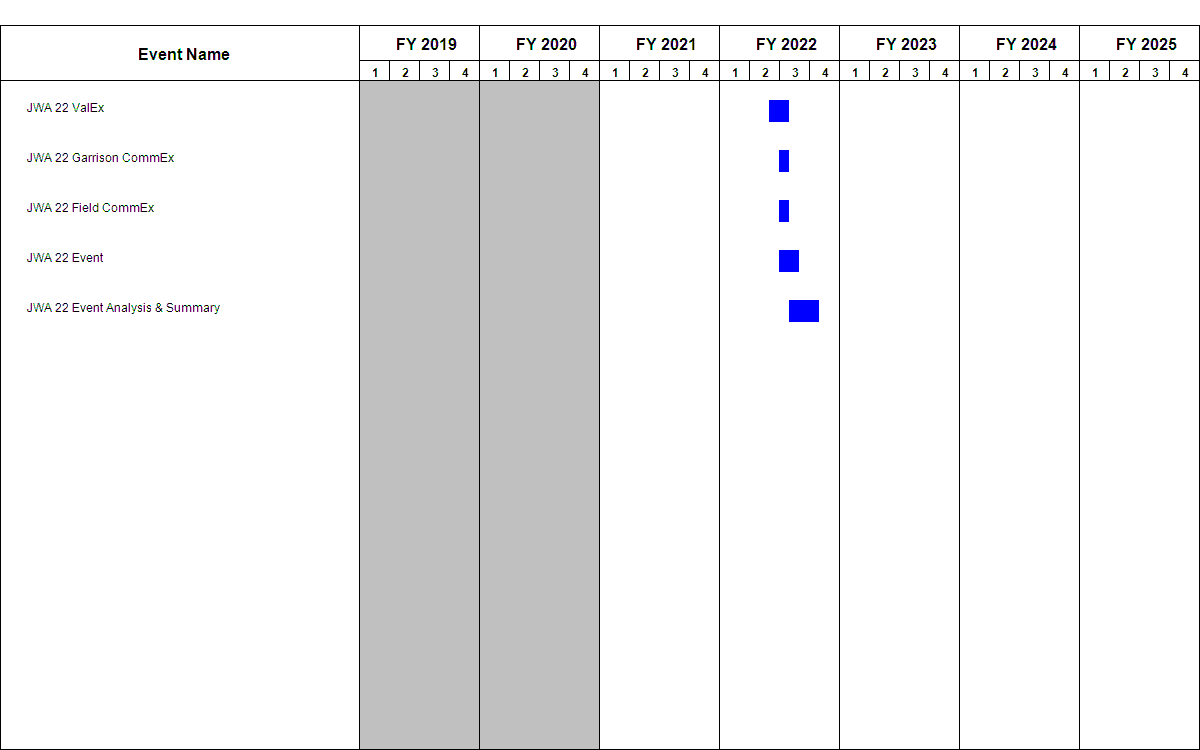 Event Name FY 2019 FY 2020 FY 2021 FY 2022 FY 2023 FY 2024 FY 2025
1 2 3 4 1 2 3 4 1 2 3 4 1 2 3 4 1 2 3 4 1 2 3 4 1 2 3 4
JWA 22 ValEx
JWA 22 Garrison CommEx
JWA 22 Field CommEx
JWA 22 Event
JWA 22 Event Analysis & Summary